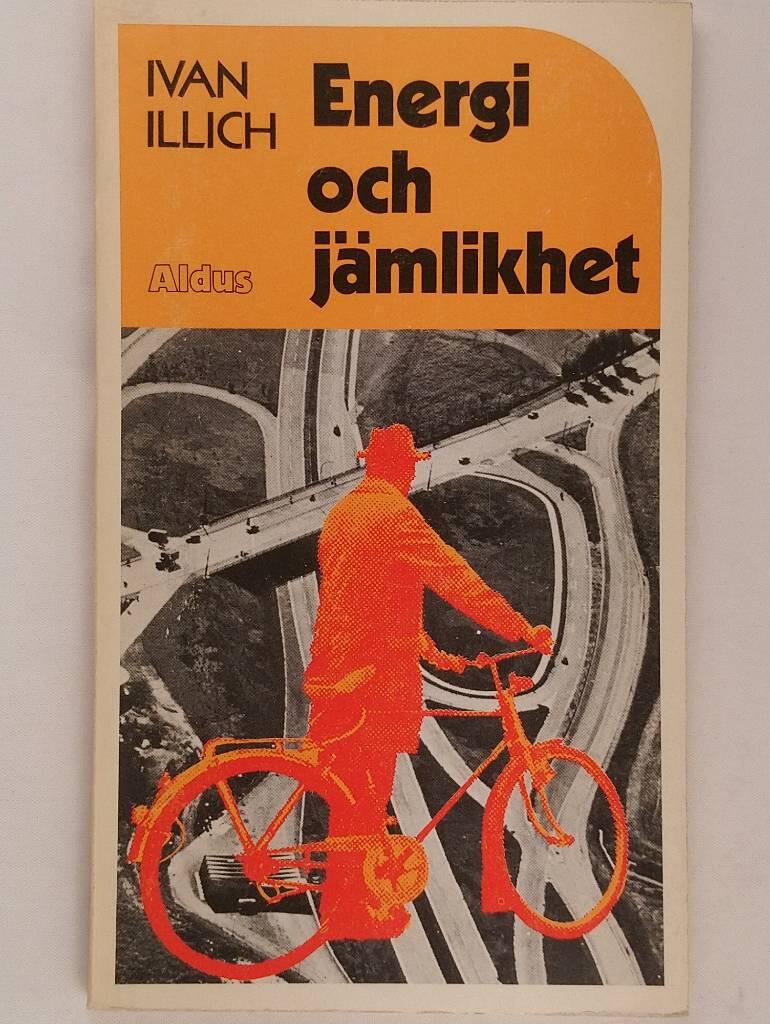 IVAN
ILLICH
Energi
och
jämlikhet
Aldus